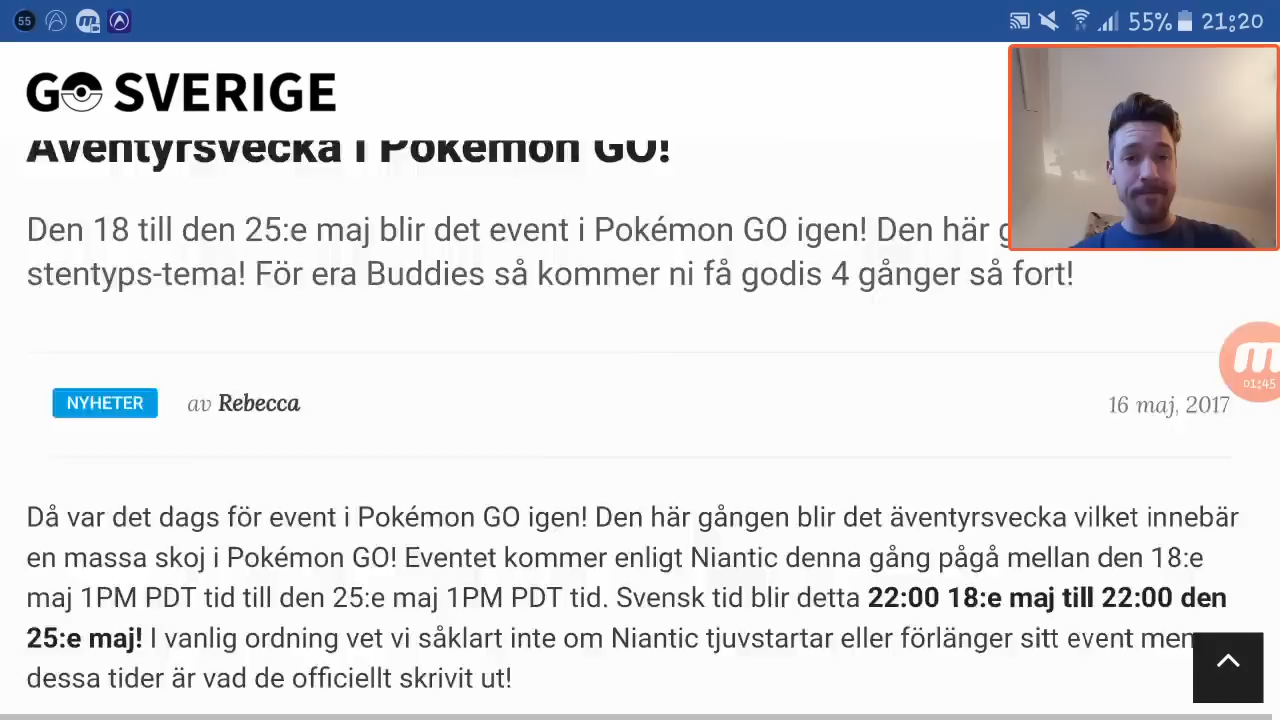 55
55% 21:20
GO SVERIGE
Äventyrsvecka i Pokémon GO!
Den 18 till den 25:e maj blir det event i Pokémon GO igen! Den här
stentyps-tema! För era Buddies så kommer ni få godis 4 gånger så fort!
01:45
NYHETER av Rebecca 16 maj, 2017
Då var det dags för event i Pokémon GO igen! Den här gången blir det äventyrsvecka vilket innebär
en massa skoj i Pokémon GO! Eventet kommer enligt Niantic denna gång pågå mellan den 18:e
maj 1PM PDT tid till den 25:e maj 1PM PDT tid. Svensk tid blir detta 22:00 18:e maj till 22:00 den
25:e maj! I vanlig ordning vet vi såklart inte om Niantic tjuvstartar eller förlänger sitt event men
dessa tider är vad de officiellt skrivit ut!